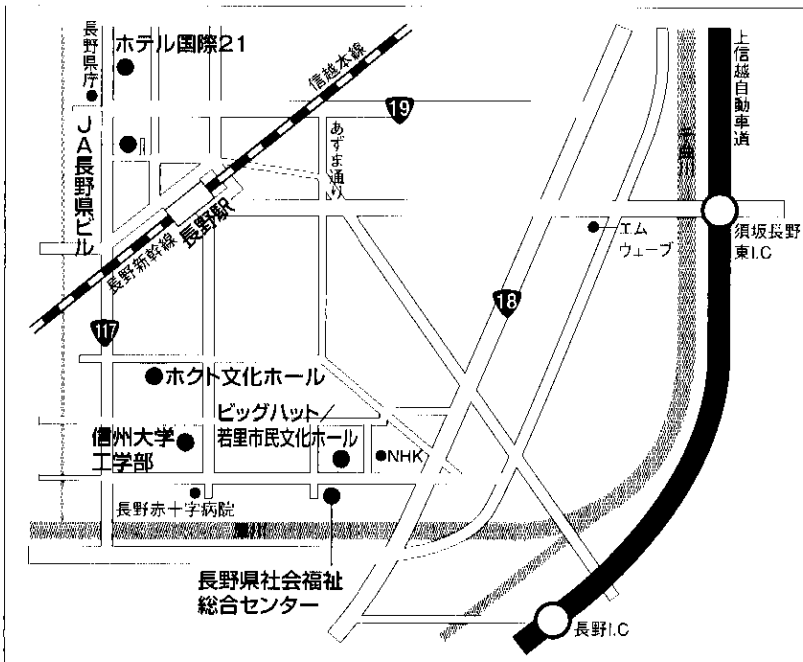 長野県庁
ホテル国際21
信越本線
19
上信越自動車道
JA長野県ビル
あずま通り
千曲川
長野駅
長野新幹線
エム
ウェーブ
須坂長野
東I.C
18
117
ホクト文化ホール
ビッグハット/
若里市民文化ホール
信州大学
工学部
NHK
長野赤十字病院
長野県社会福祉
総合センター
長野I.C